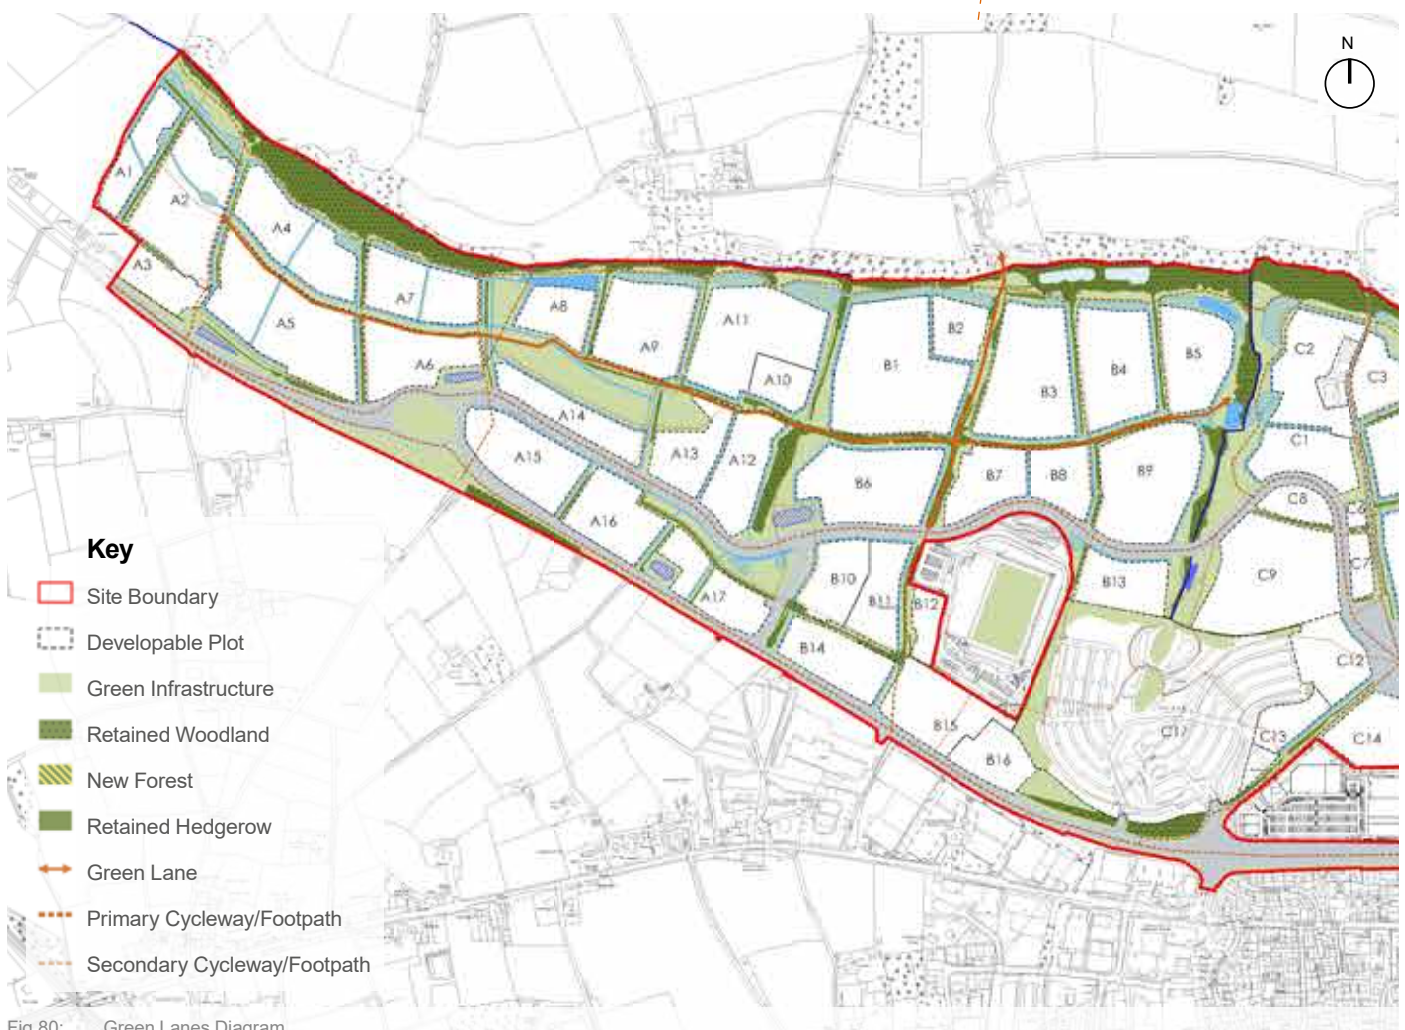 N
A1
A2
A3
A4
A5
A6
A7
A8
A9
A10
A11
A12
A13
A14
A15
A16
A17
B1
B2
B3
B4
B5
B6
B7
B8
B9
B10
B11
B12
B13
B14
B15
B16
C1
C2
C3
C7
C8
C9
C12
C13
C14
C17
Key
Site Boundary
Developable Plot
Green Infrastructure
Retained Woodland
New Forest
Retained Hedgerow
Green Lane
Primary Cycleway/Footpath
Secondary Cycleway/Footpath
Fig 80: Green Lanes Diagram